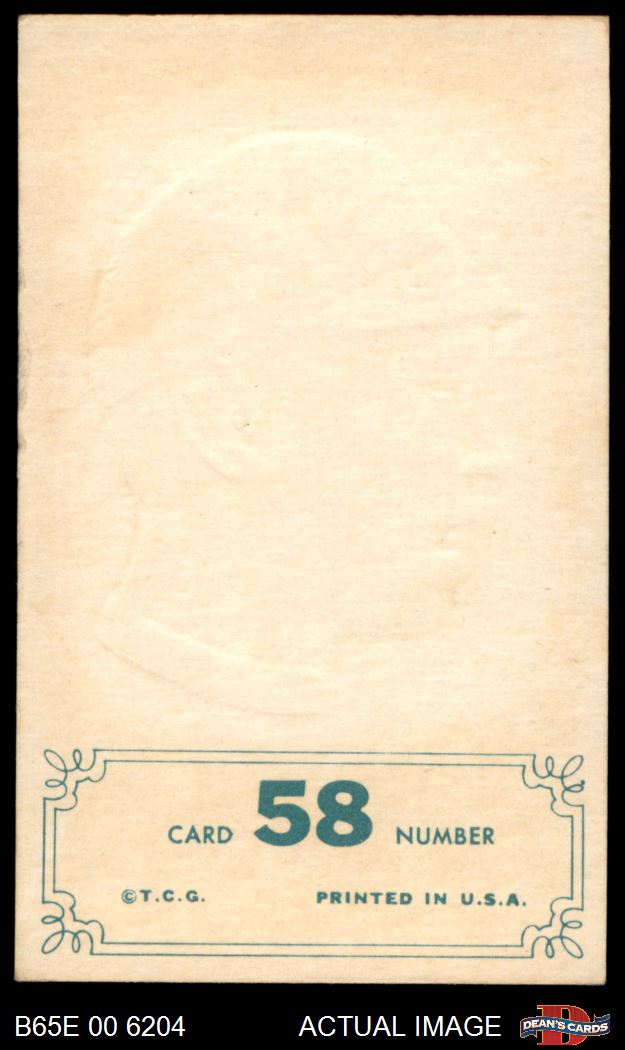 CARD 58 NUMBER
©T.C.G. PRINTED IN U.S.A.
B65E 00 6204 ACTUAL IMAGE DEAN'S CARDS